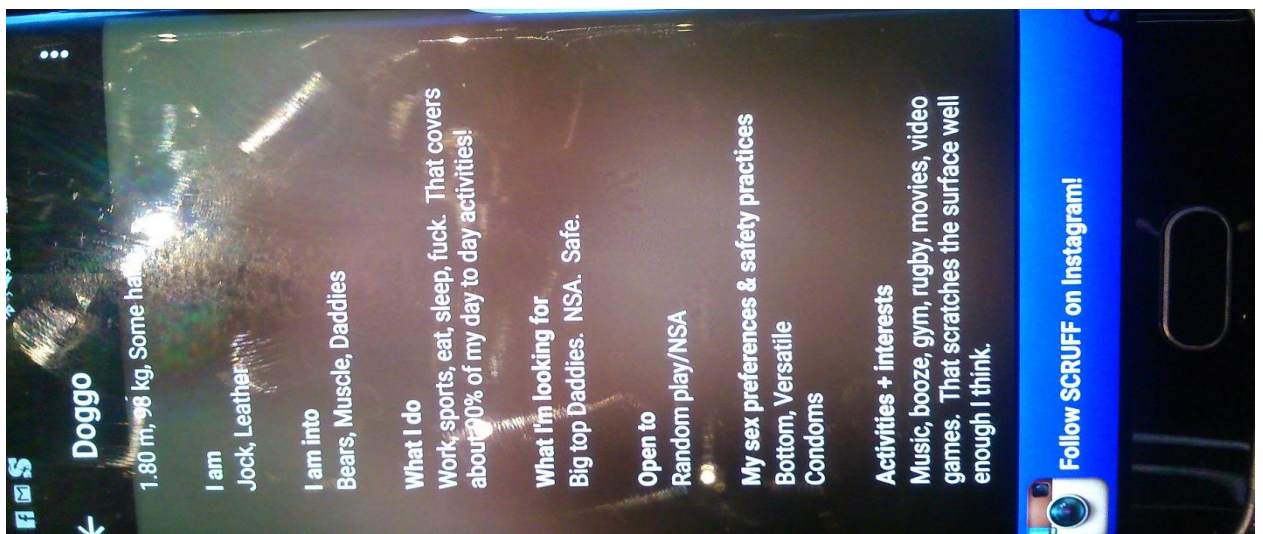 Doggo
1.80 m, 98 kg, Some
I am
Jock, Leather
I am into
Bears, Muscle, Daddies
What I do
Work, sports, eat, sleep, fuck. That covers
about 90% of my day to day activities!
What I'm looking for
Big top Daddies. NSA. Safe.
Open to
Random play/NSA
My sex preferences & safety practices
Bottom, Versatile
Condoms
Activities + interests
Music, booze, gym, rugby, movies, video
games. That scratches the surface well
enough I think.
Follow SCRUFF on Instagram!